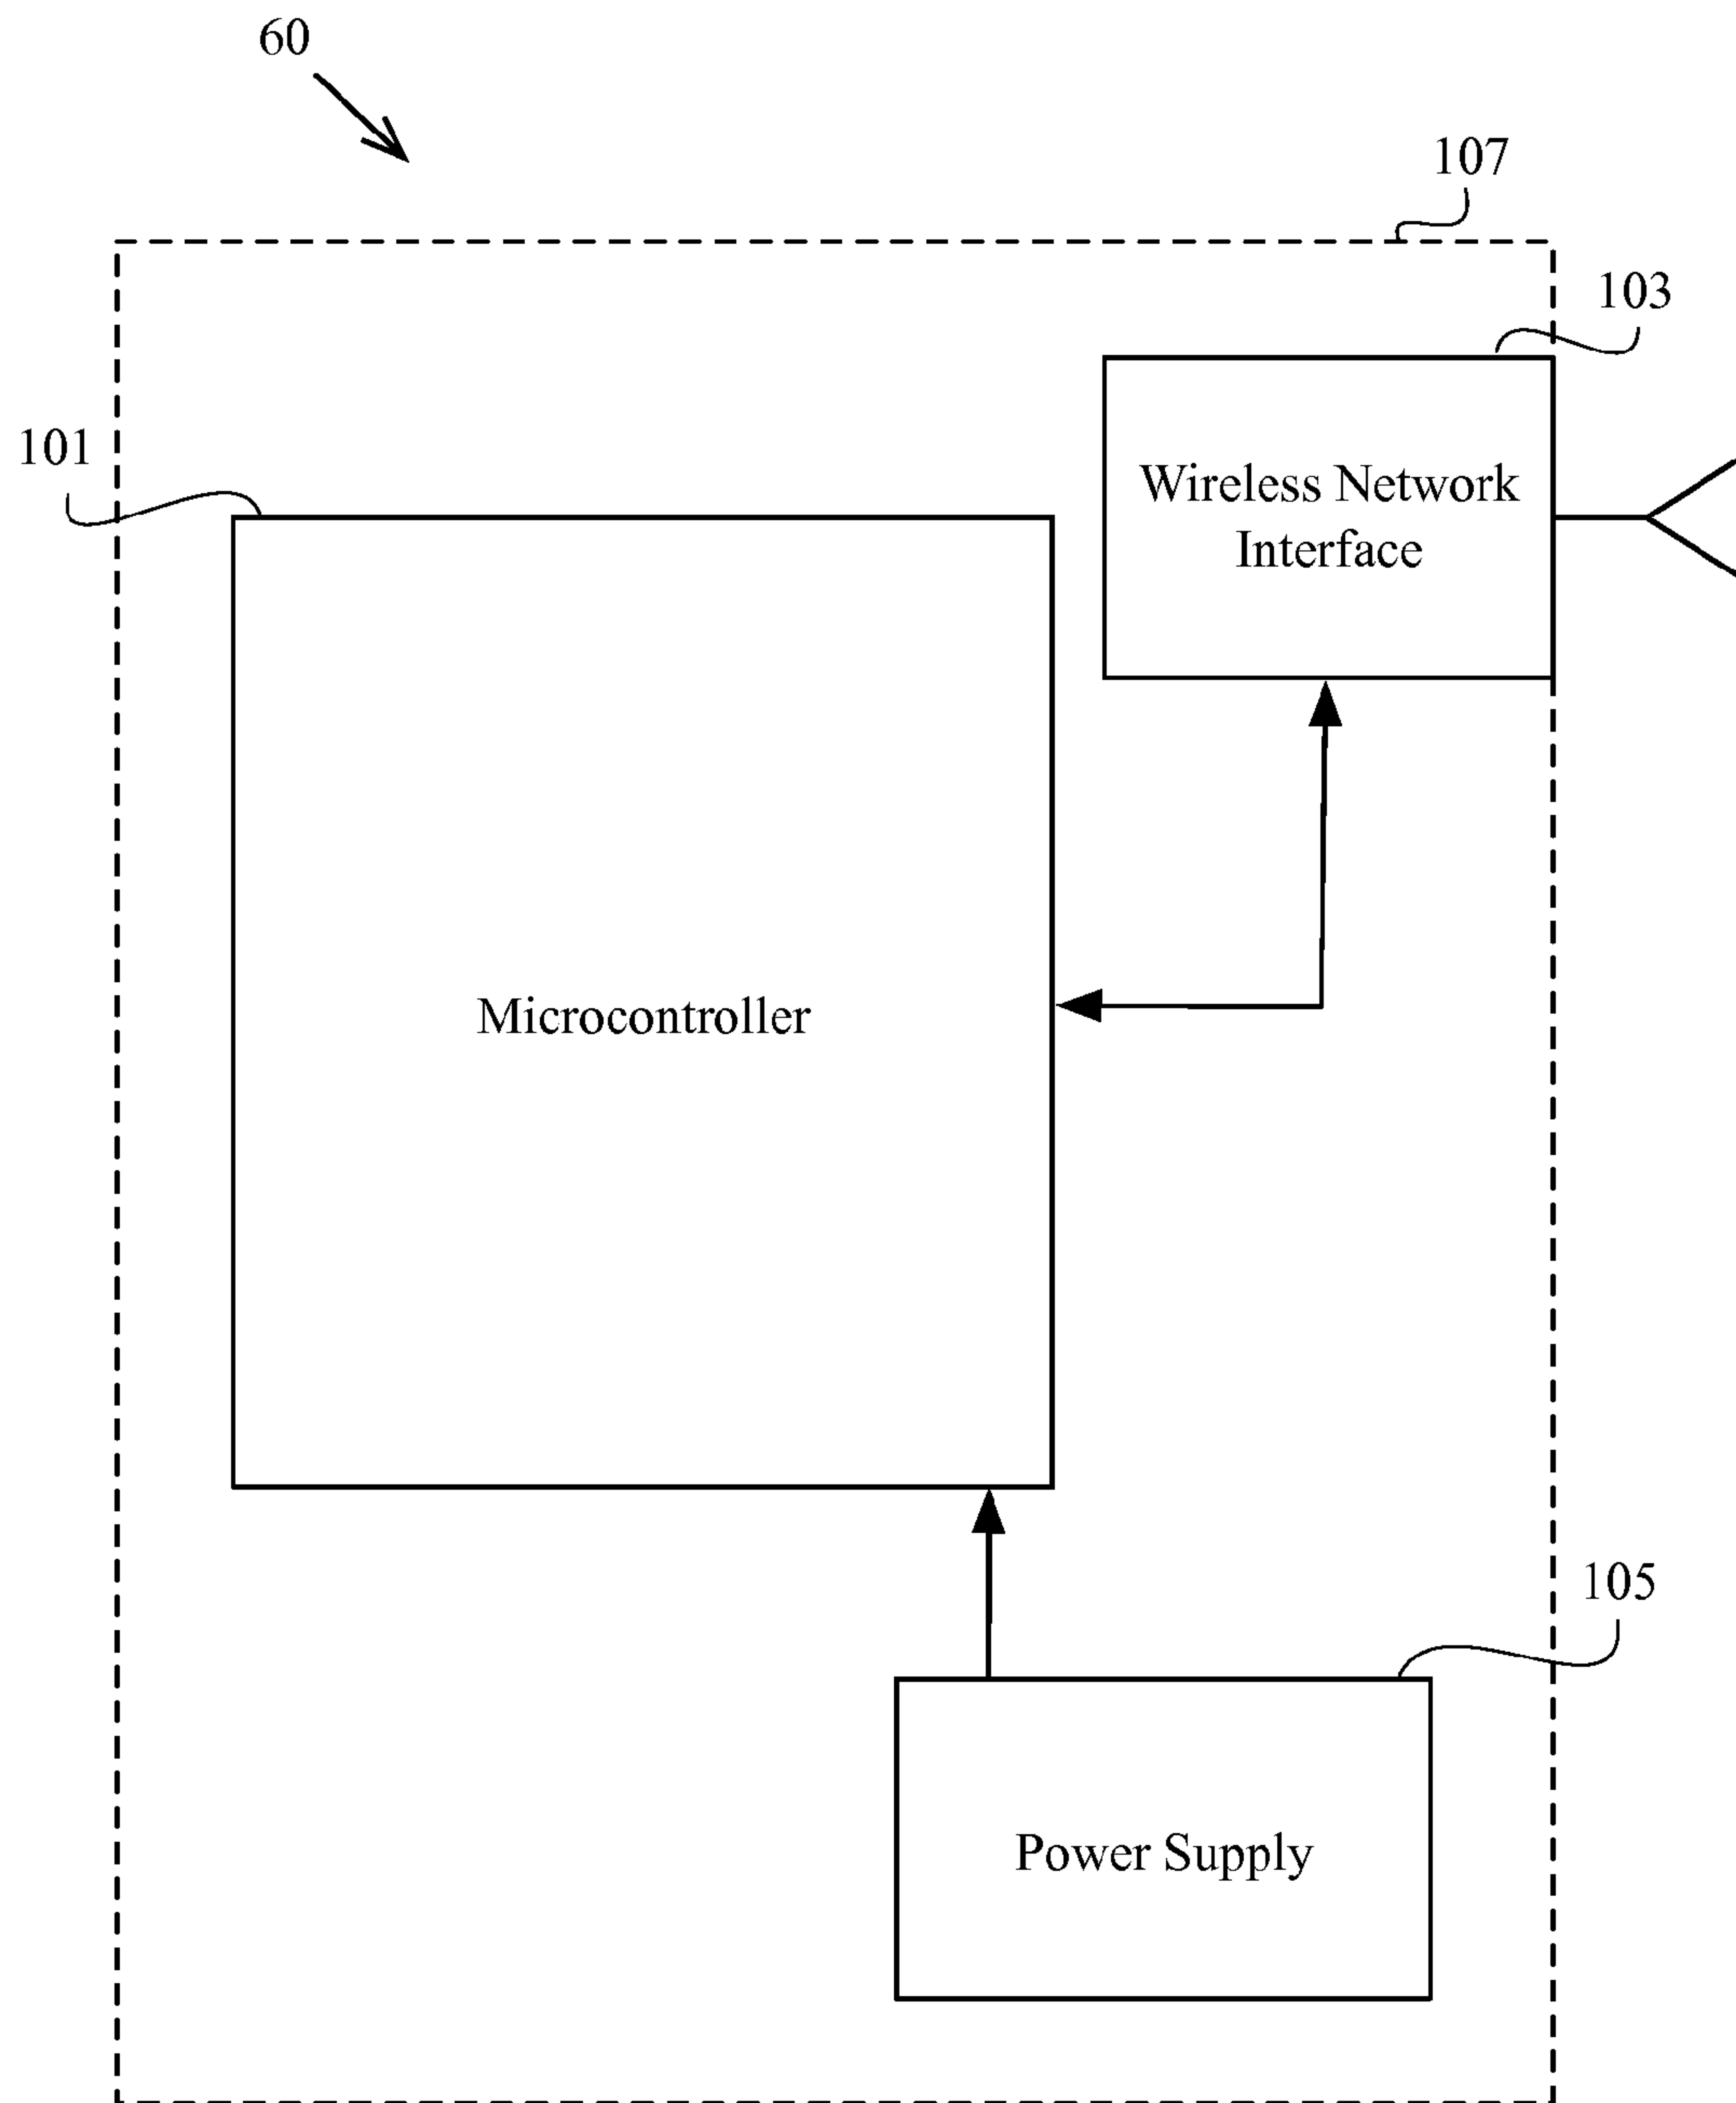 60
107
103
101
Wireless Network
Interface
Microcontroller
105
Power Supply